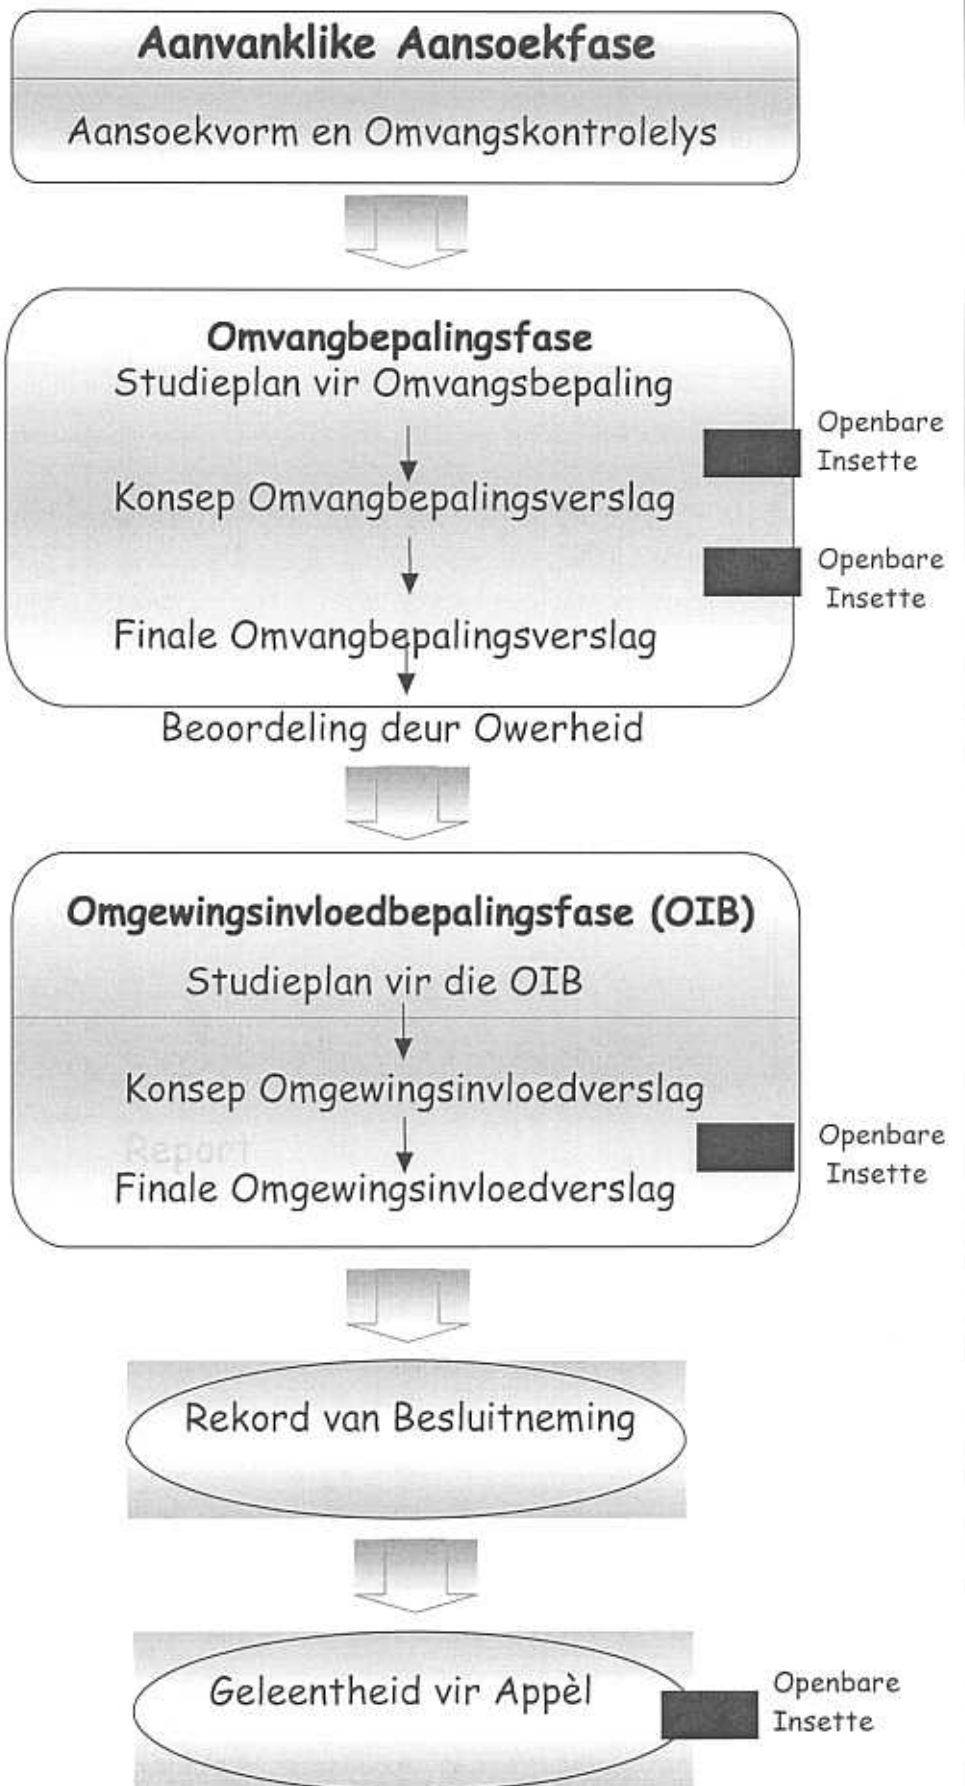 Aanvanklike Aansoekfase
Aansoekvorm en Omvangskontrolelys
Omvangbepalingsfase
Studieplan vir Omvangsbepaling
Openbare
Insette
Konsep Omvangbepalingsverslag
Openbare
Insette
Finale Omvangbepalingsverslag
Beoordeling deur Owerheid
Omgewingsinvloedbepalingsfase (OIB)
Studieplan vir die OIB
Konsep Omgewingsinvloedverslag
Report
Openbare
Insette
Finale Omgewingsinvloedverslag
Rekord van Besluitneming
Geleentheid vir Appèl
Openbare
Insette